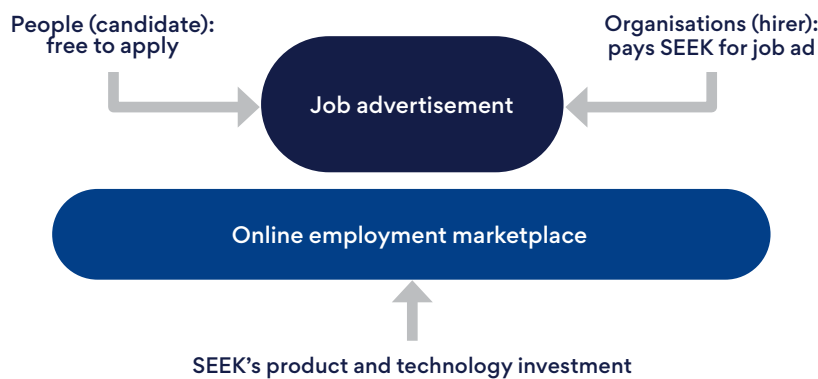 People (candidate):
free to apply
Organisations (hirer):
pays SEEK for job ad
Job advertisement
Online employment marketplace
SEEK’s product and technology investment